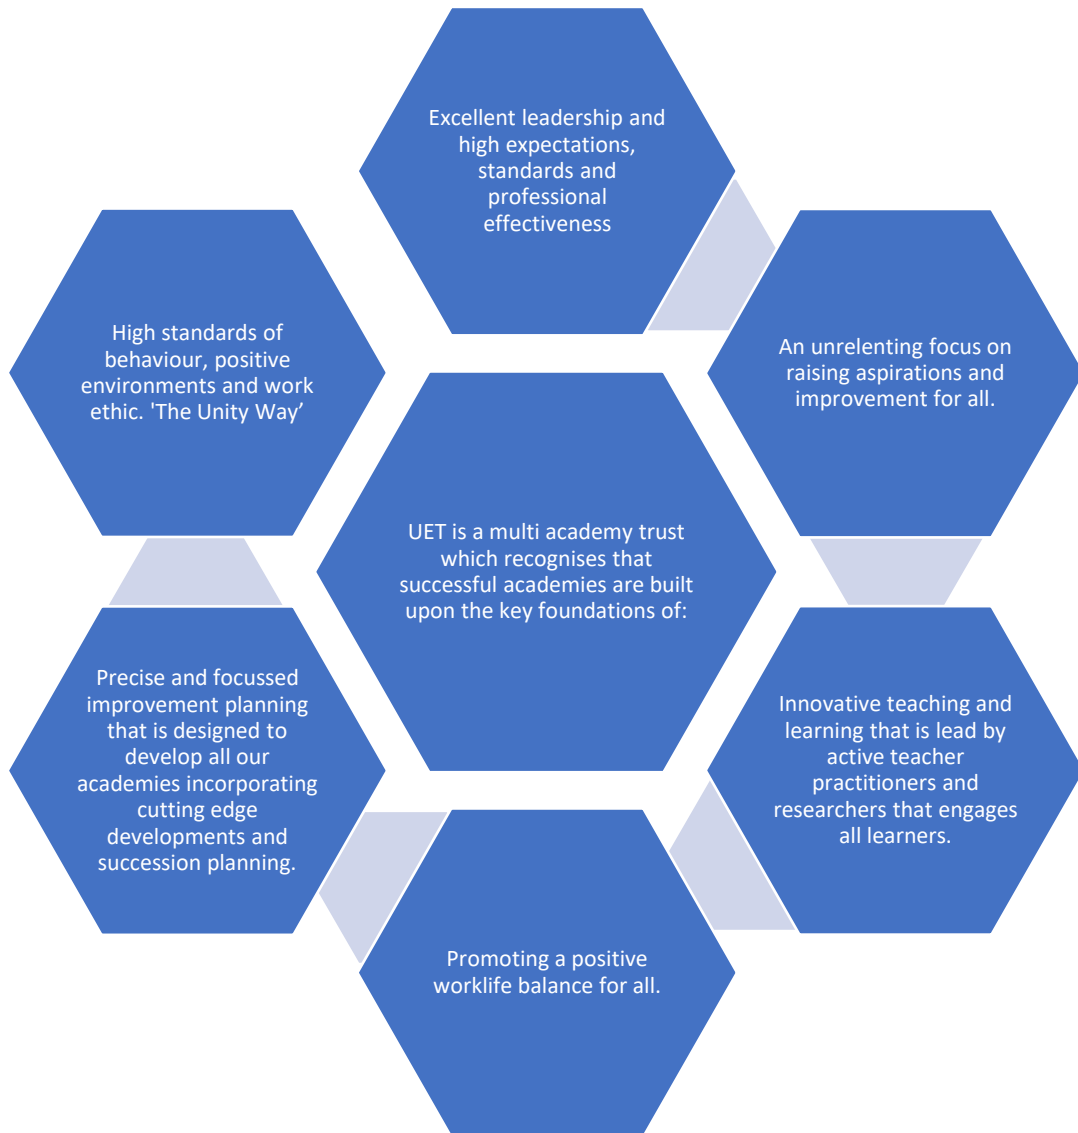 Excellent leadership and
high expectations,
standards and
professional
effectiveness
An unrelenting focus on
raising aspirations and
improvement for all.
Innovative teaching and
learning that is lead by
active teacher
practitioners and
researchers that engages
all learners.
Promoting a positive
worklife balance for all.
Precise and focussed
improvement planning
that is designed to
develop all our
academies incorporating
cutting edge
developments and
succession planning.
High standards of
behaviour, positive
environments and work
ethic. 'The Unity Way’
UET is a multi academy trust
which recognises that
successful academies are built
upon the key foundations of: